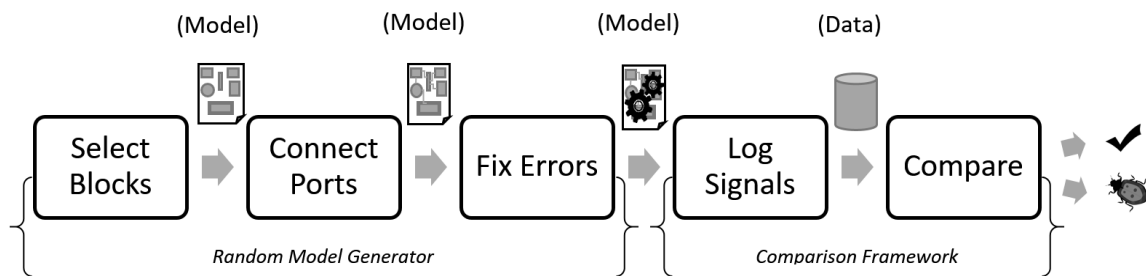 (Model)
(Model)
(Model)
(Data)
Select
Blocks
Connect
Ports
Fix Errors
Log
Signals
Compare
Random Model Generator
Comparison Framework